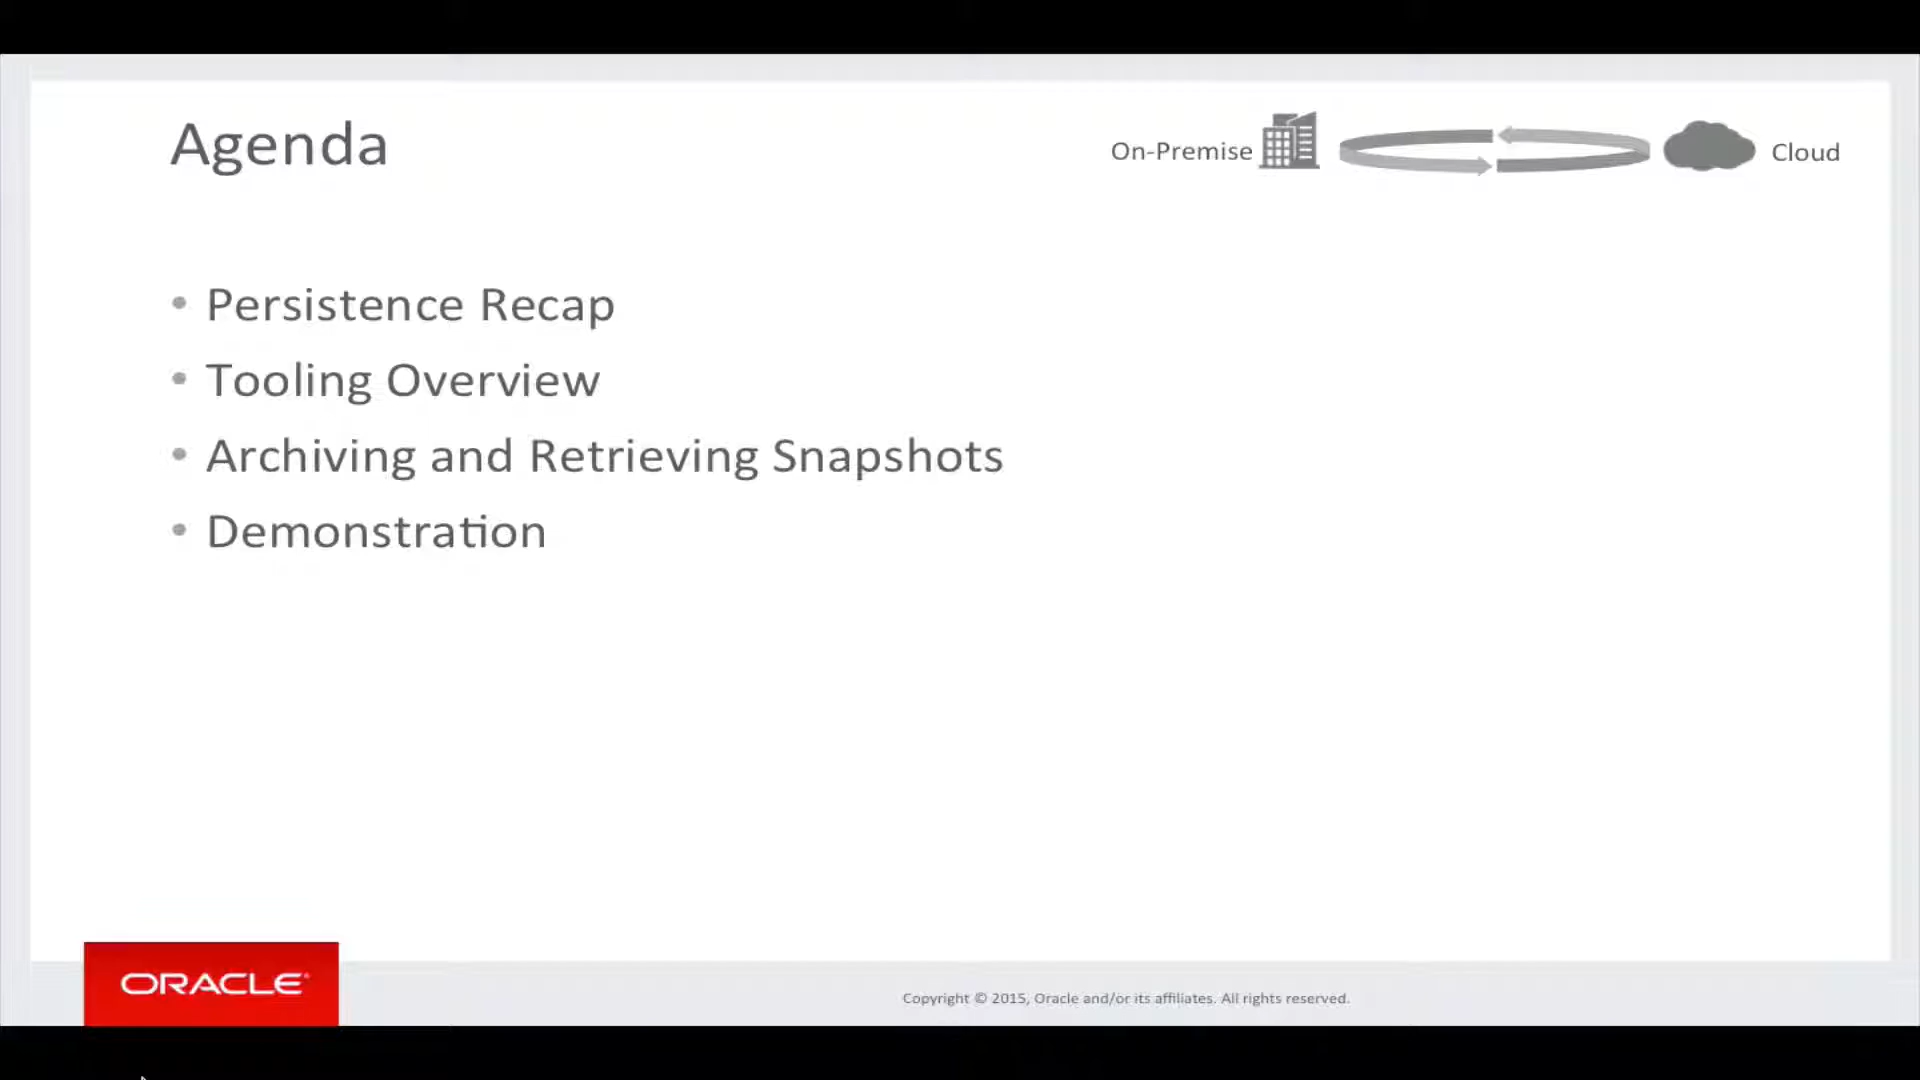 Agenda
On-Premise
Cloud
• Persistence Recap
• Tooling Overview
• Archiving and Retrieving Snapshots
• Demonstration
ORACLE®
Copyright © 2015, Oracle and/or its affiliates. All rights reserved.